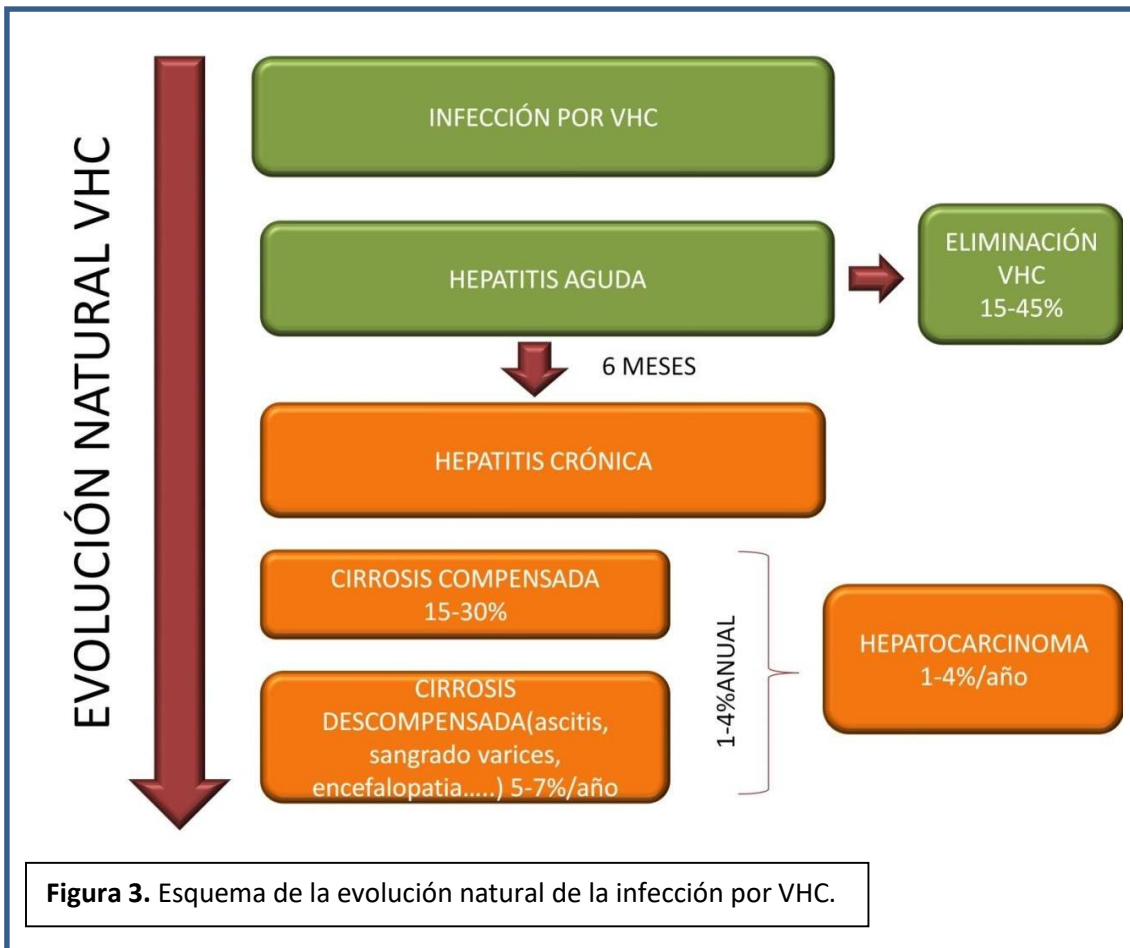 EVOLUCIÓN NATURAL VHC
INFECCIÓN POR VHC
HEPATITIS AGUDA
ELIMINACIÓN
VHC
15-45%
6 MESES
HEPATITIS CRÓNICA
CIRROSIS COMPENSADA
15-30%
CIRROSIS
DESCOMPENSADA(ascitis,
sangrado varices,
encefalopatia.....) 5-7%/año
1-4%ANUAL
HEPATOCARCINOMA
1-4%/año
Figura 3. Esquema de la evolución natural de la infección por VHC.